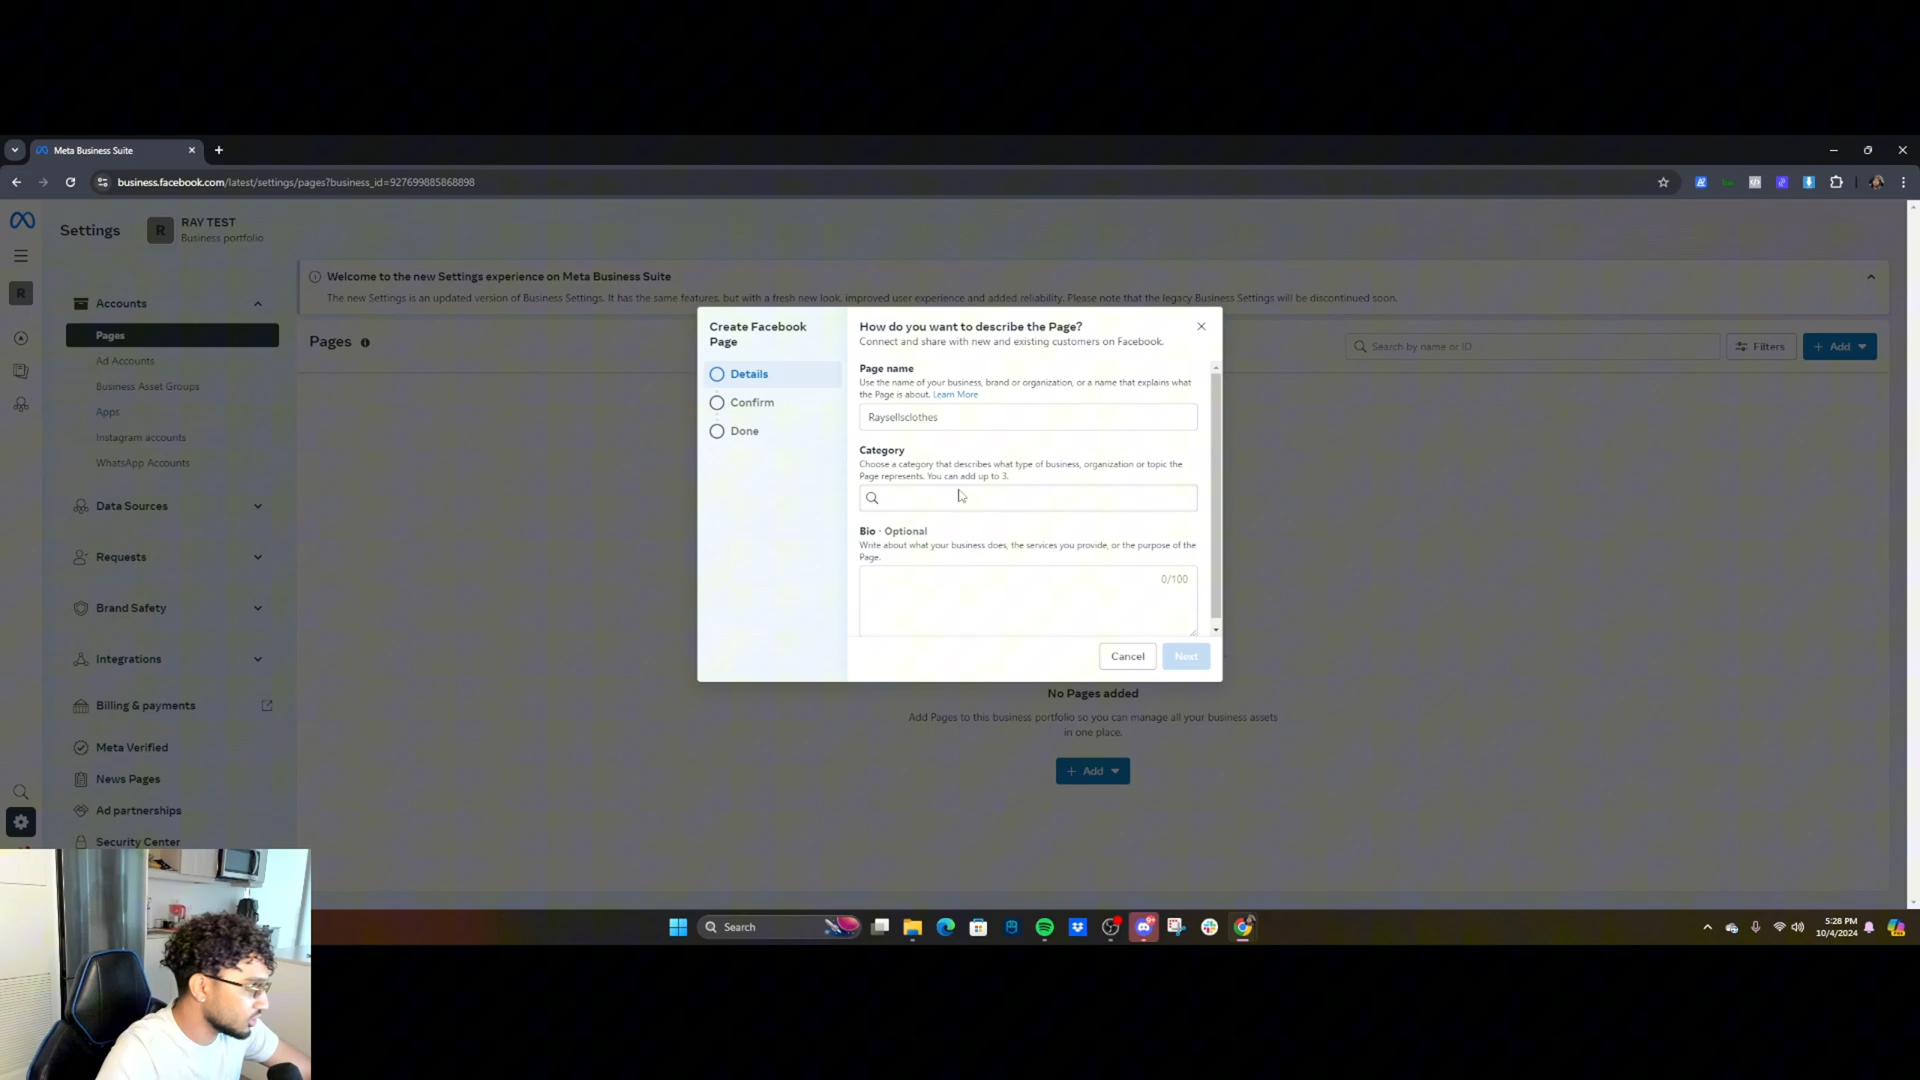 Meta Business Suite
business.facebook.com/latest/settings/pages?business_id=927699885868898
Settings
R
RAY TEST
Business portfolio
R
Welcome to the new Settings experience on Meta Business Suite
The new Settings is an updated version of Business Settings. It has the same features, but with a fresh new look, improved user experience and added reliability. Please note that the legacy Business Settings will be discontinued soon.
Accounts
Pages
Ad Accounts
Business Asset Groups
Apps
Instagram accounts
WhatsApp Accounts
Data Sources
Requests
Brand Safety
Integrations
Billing & payments
Meta Verified
News Pages
Ad partnerships
Security Center
Pages
Search by name or ID
Filters
+ Add
Create Facebook
Page
Details
Confirm
Done
How do you want to describe the Page?
Connect and share with new and existing customers on Facebook.
Page name
Use the name of your business, brand or organization, or a name that explains what
the Page is about. Learn More
Raysellsclothes
Category
Choose a category that describes what type of business, organization or topic the
Page represents. You can add up to 3.
Bio · Optional
Write about what your business does, the services you provide, or the purpose of the
Page.
0/100
Cancel
Next
No Pages added
Add Pages to this business portfolio so you can manage all your business assets
in one place.
+ Add
Search
5:28 PM
10/4/2024